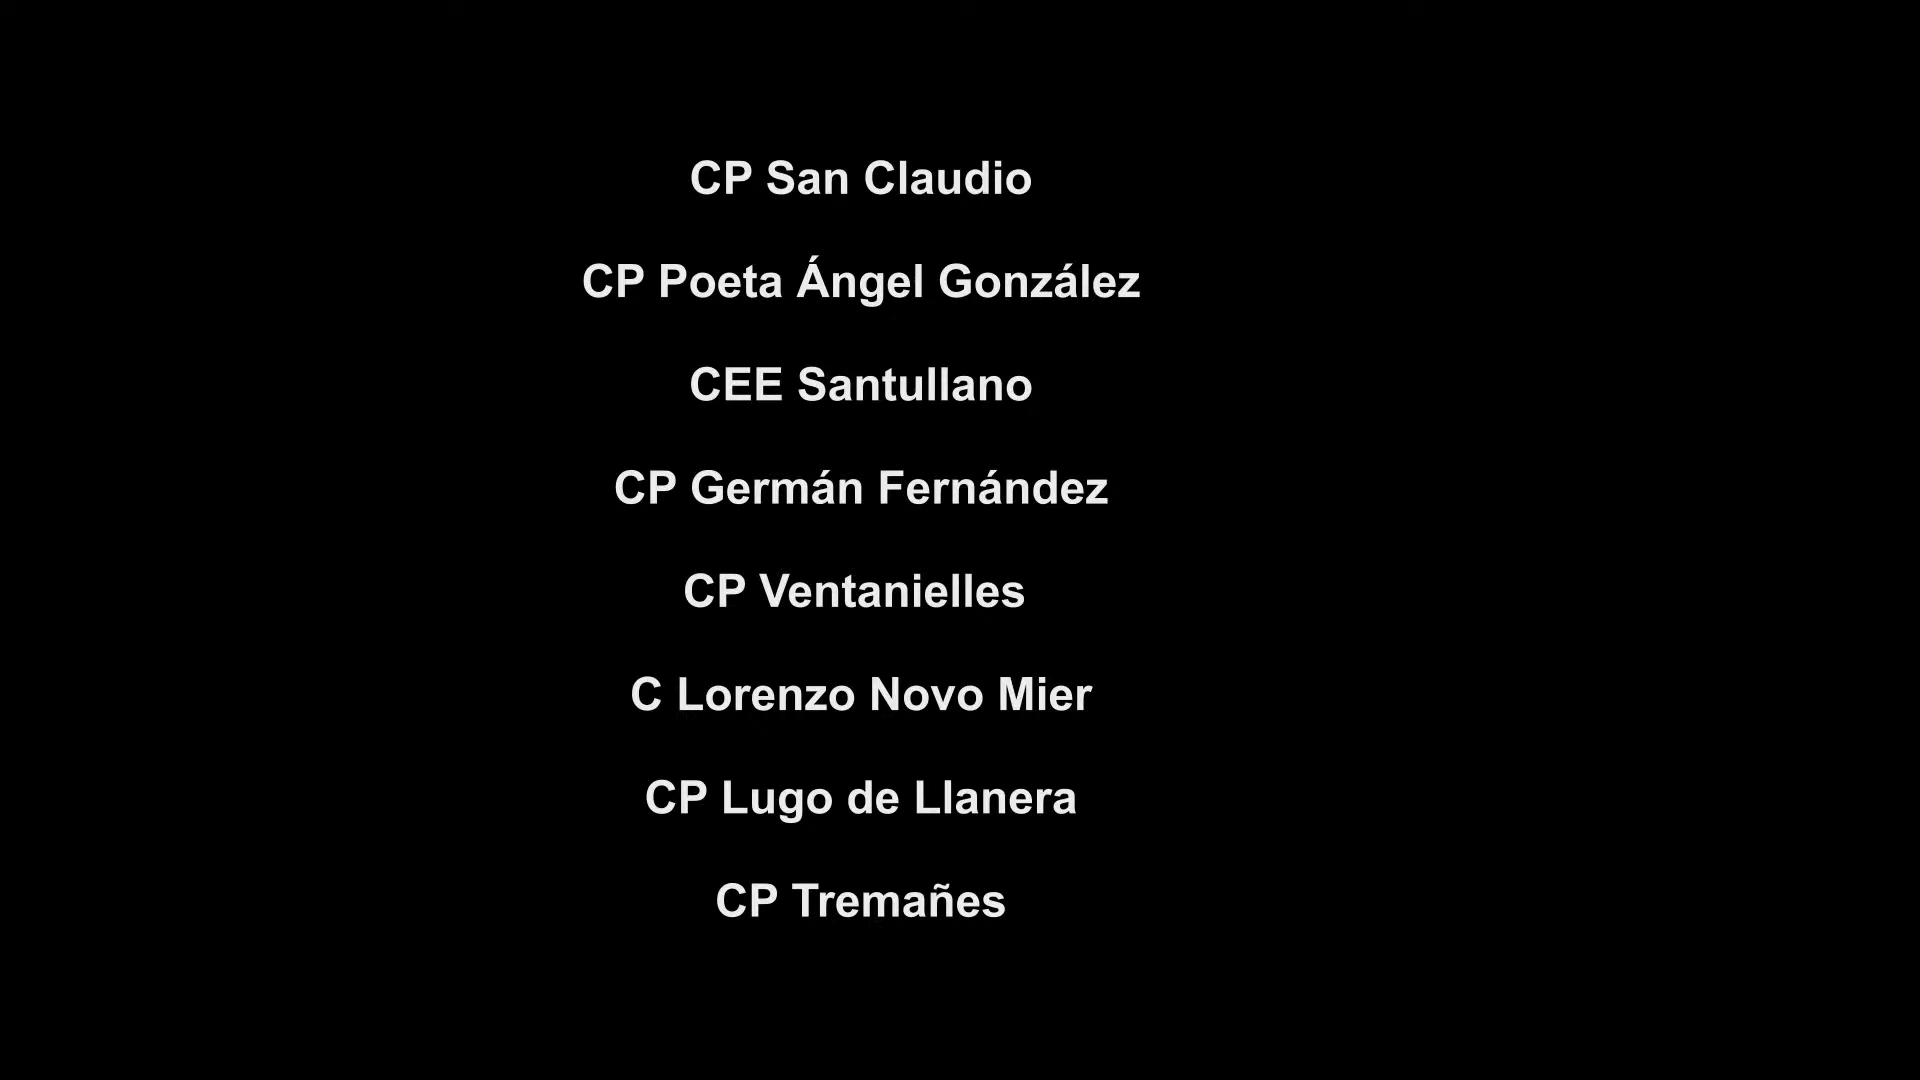 CP San Claudio
CP Poeta Ángel González
CEE Santullano
CP Germán Fernández
CP Ventanielles
C Lorenzo Novo Mier
CP Lugo de Llanera
CP Tremañes